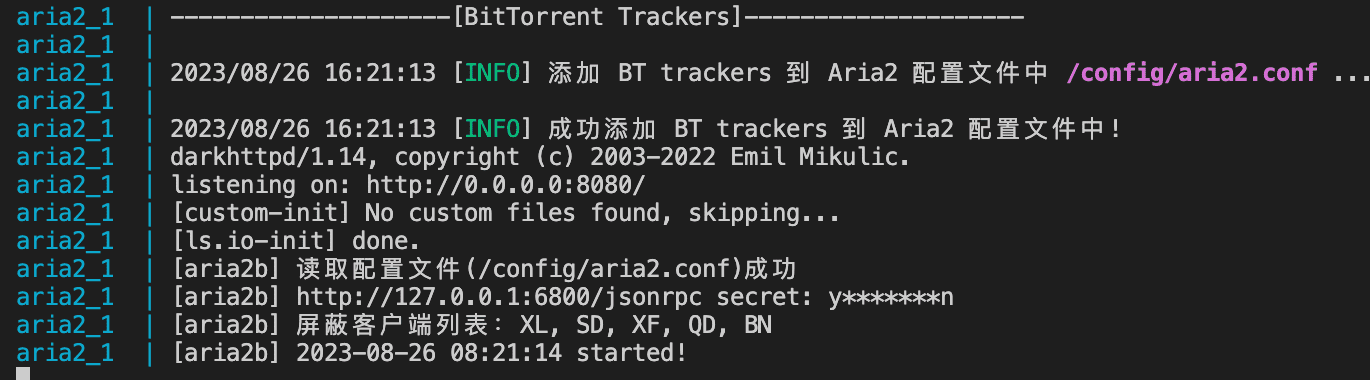 aria2_1 | --------------------[BitTorrent Trackers]--------------------
aria2_1 |
aria2_1 | 2023/08/26 16:21:13 [INFO] 添加 BT trackers 到 Aria2 配置文件中 /config/aria2.conf ...
aria2_1 |
aria2_1 | 2023/08/26 16:21:13 [INFO] 成功添加 BT trackers 到 Aria2 配置文件中!
aria2_1 | darkhttpd/1.14, copyright (c) 2003-2022 Emil Mikulic.
aria2_1 | listening on: http://0.0.0.0:8080/
aria2_1 | [custom-init] No custom files found, skipping...
aria2_1 | [ls.io-init] done.
aria2_1 | [aria2b] 读取配置文件(/config/aria2.conf)成功
aria2_1 | [aria2b] http://127.0.0.1:6800/jsonrpc secret: y*******n
aria2_1 | [aria2b] 屏蔽客户端列表: XL, SD, XF, QD, BN
aria2_1 | [aria2b] 2023-08-26 08:21:14 started!